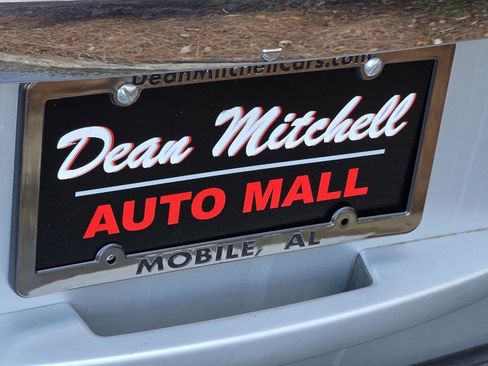 DeanMitchellCars.com
Dean Mitchell
AUTO MALL
MOBILE, AL